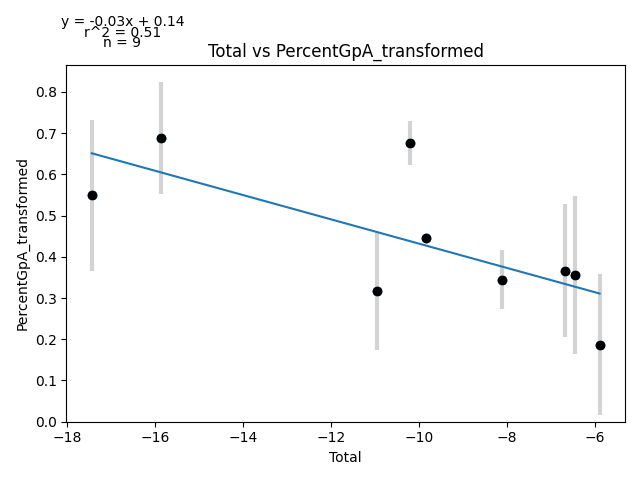 y = -0.03x + 0.14
r^2 = 0.51
n = 9
Total vs PercentGpA_transformed
PercentGpA_transformed
0.8
0.7
0.6
0.5
0.4
0.3
0.2
0.1
0.0
−18 −16 −14 −12 −10 −8 −6
Total